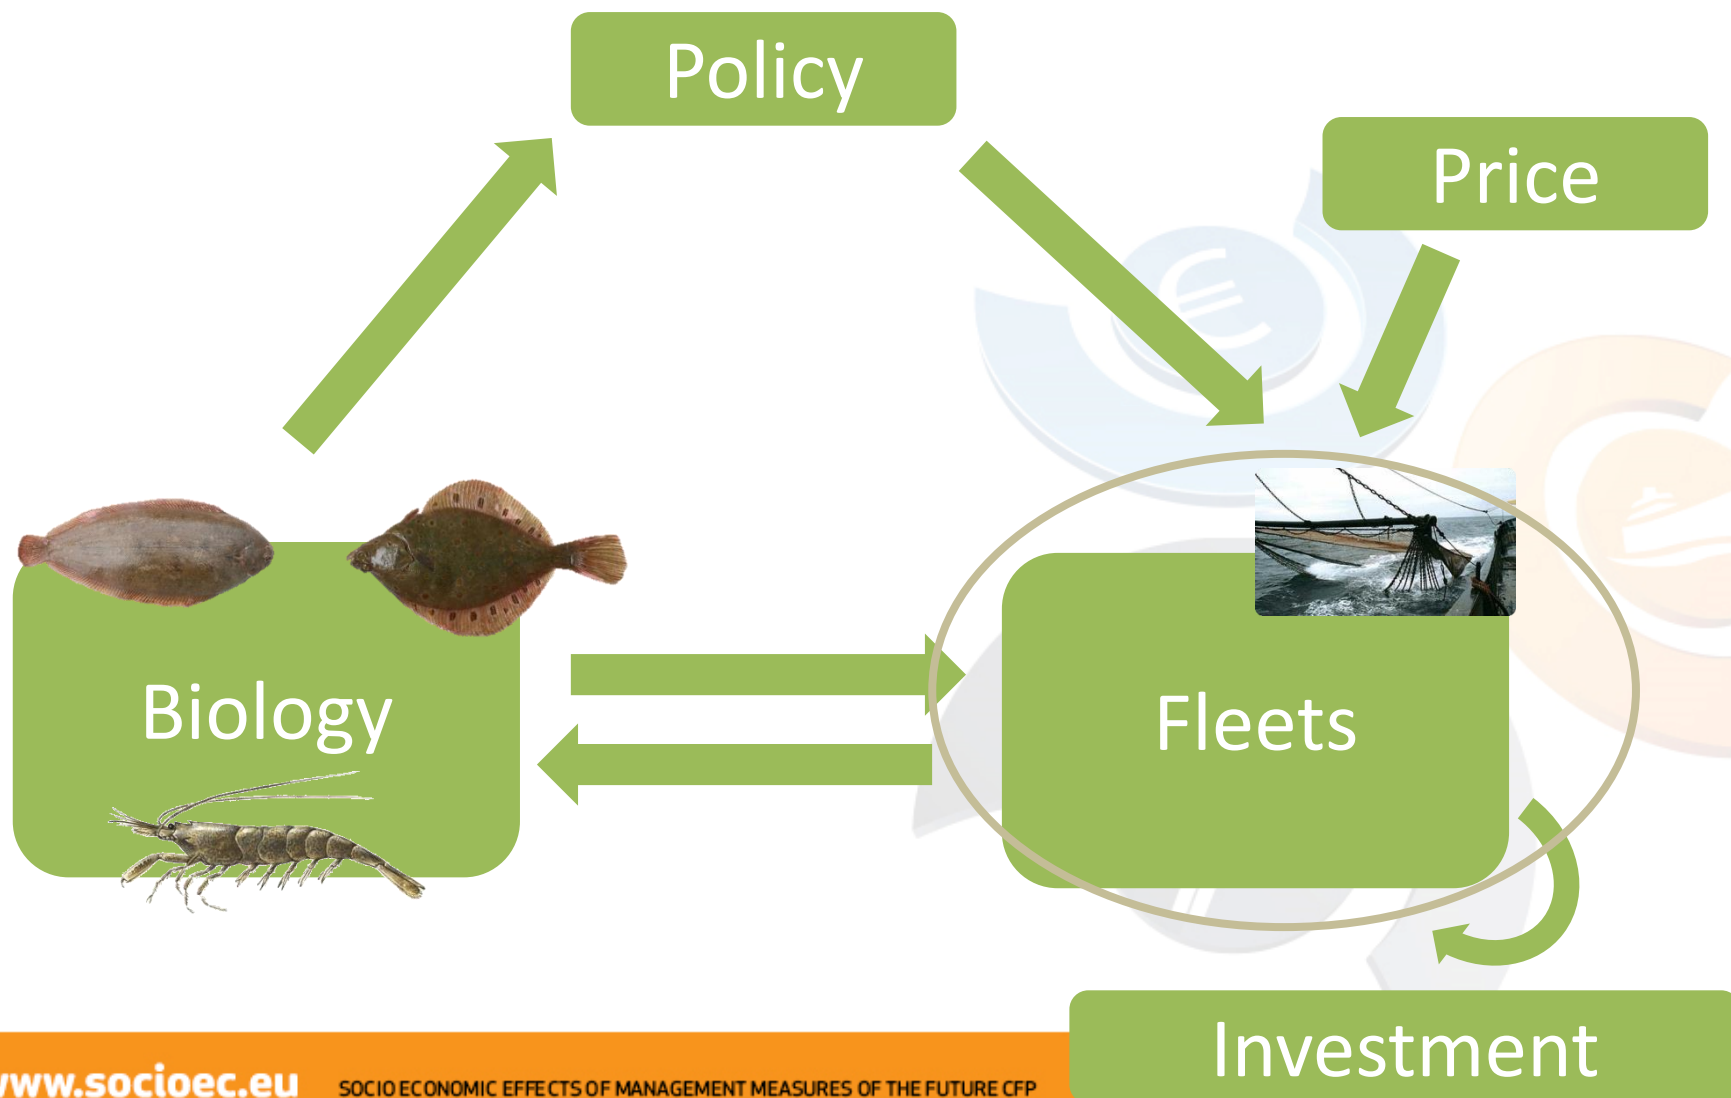 Policy
Price
Biology
Fleets
Investment
www.socioec.eu
SOCIO ECONOMIC EFFECTS OF MANAGEMENT MEASURES OF THE FUTURE CFP